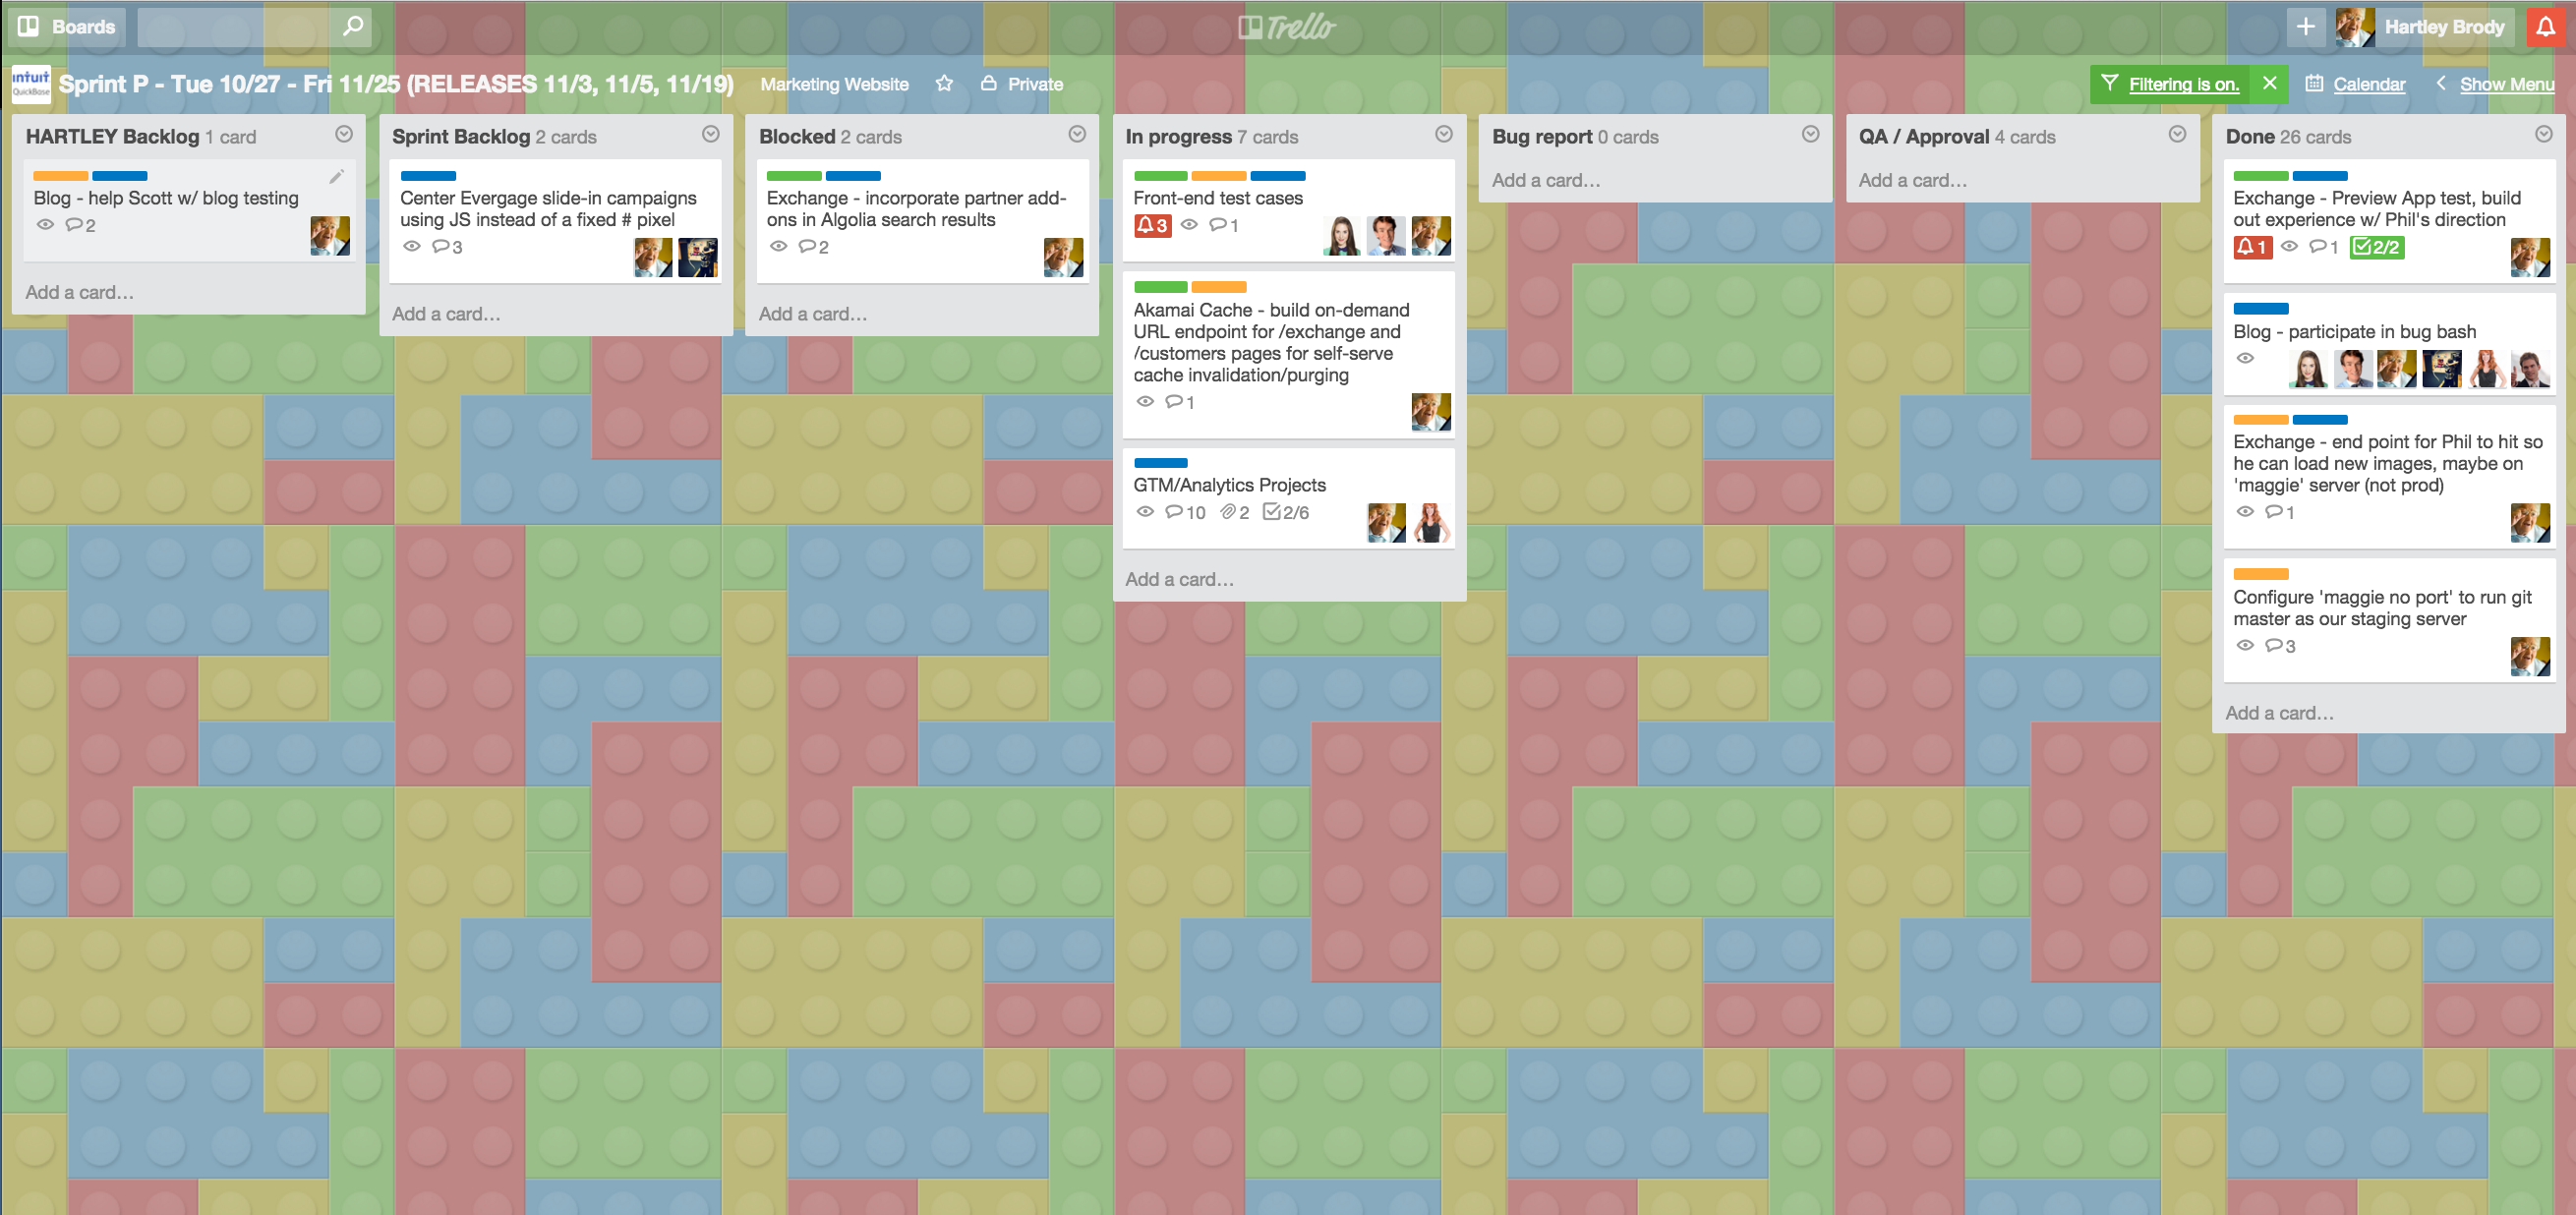 Boards
Trello
Hartley Brody
intuit
QuickBase
Sprint P - Tue 10/27 - Fri 11/25 (RELEASES 11/3, 11/5, 11/19)
Marketing Website
Private
Filtering is on.
Calendar
Show Menu
HARTLEY Backlog 1 card
Blog - help Scott w/ blog testing
2
Add a card…
Sprint Backlog 2 cards
Center Evergage slide-in campaigns
using JS instead of a fixed # pixel
3
Add a card…
Blocked 2 cards
Exchange - incorporate partner add-
ons in Algolia search results
2
Add a card…
In progress 7 cards
Front-end test cases
3 1
Akamai Cache - build on-demand
URL endpoint for /exchange and
/customers pages for self-serve
cache invalidation/purging
1
GTM/Analytics Projects
10 2 2/6
Add a card…
Bug report 0 cards
Add a card…
QA / Approval 4 cards
Add a card…
Done 26 cards
Exchange - Preview App test, build
out experience w/ Phil's direction
1 1 2/2
Blog - participate in bug bash
Exchange - end point for Phil to hit so
he can load new images, maybe on
'maggie' server (not prod)
1
Configure 'maggie no port' to run git
master as our staging server
3
Add a card…